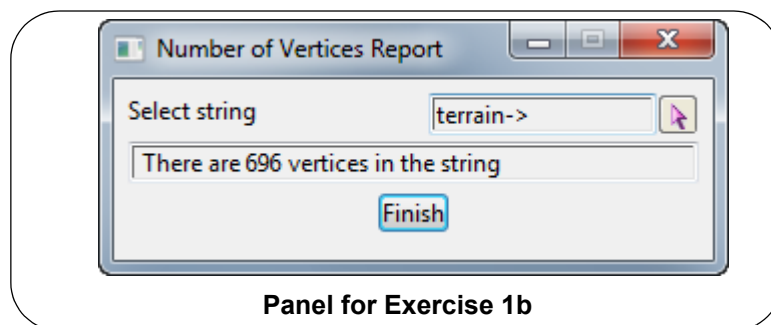 Number of Vertices Report
Select string terrain->
There are 696 vertices in the string
Finish
Panel for Exercise 1b